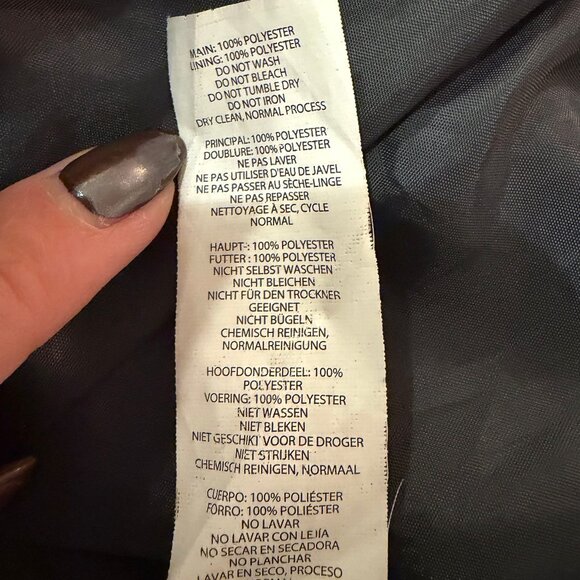 MAIN: 100% POLYESTER
LINING: 100% POLYESTER
DO NOT WASH
DO NOT BLEACH
DO NOT TUMBLE DRY
DO NOT IRON
DRY CLEAN, NORMAL PROCESS
PRINCIPAL: 100% POLYESTER
DOUBLURE: 100% POLYESTER
NE PAS LAVER
NE PAS UTILISER D'EAU DE JAVEL
NE PAS PASSER AU SÈCHE-LINGE
NE PAS REPASSER
NETTOYAGE À SEC, CYCLE
NORMAL
HAUPT-: 100% POLYESTER
FUTTER : 100% POLYESTER
NICHT SELBST WASCHEN
NICHT BLEICHEN
NICHT FÜR DEN TROCKNER
GEEIGNET
NICHT BÜGELN
CHEMISCH REINIGEN,
NORMALREINIGUNG
HOOFDONDERDEEL: 100%
POLYESTER
VOERING: 100% POLYESTER
NIET WASSEN
NIET BLEKEN
NIET GESCHIKT VOOR DE DROGER
NIET STRIJKEN
CHEMISCH REINIGEN, NORMAAL
CUERPO: 100% POLIÉSTER
FORRO: 100% POLIÉSTER
NO LAVAR
NO LAVAR CON LEJÍA
NO SECAR EN SECADORA
NO PLANCHAR
LAVAR EN SECO, PROCESO